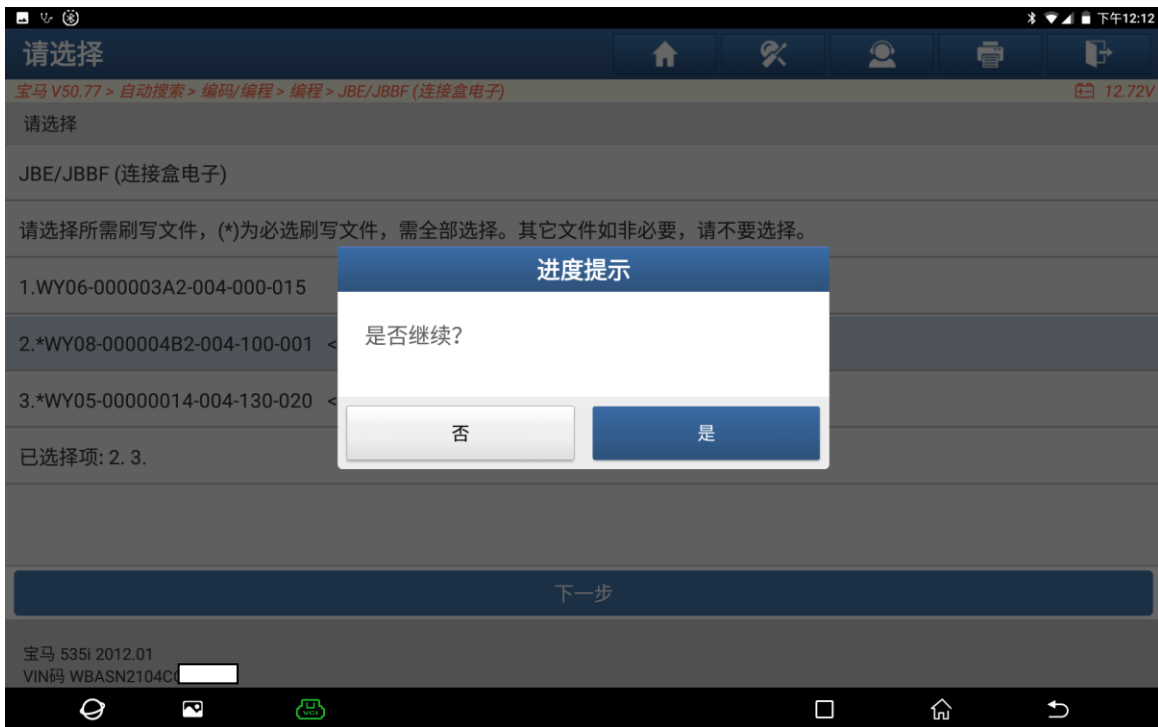 下午12:12
请选择
宝马 V50.77 > 自动搜索 > 编码/编程 > 编程 > JBE/JBBF (连接盒电子)
12.72V
请选择
JBE/JBBF (连接盒电子)
请选择所需刷写文件，(*)为必选刷写文件，需全部选择。其它文件如非必要，请不要选择。
1.WY06-000003A2-004-000-015
2.*WY08-000004B2-004-100-001 <
3.*WY05-00000014-004-130-020 <
已选择项: 2. 3.
进度提示
是否继续?
否
是
下一步
宝马 535i 2012.01
VIN码 WBASN2104C
VCI